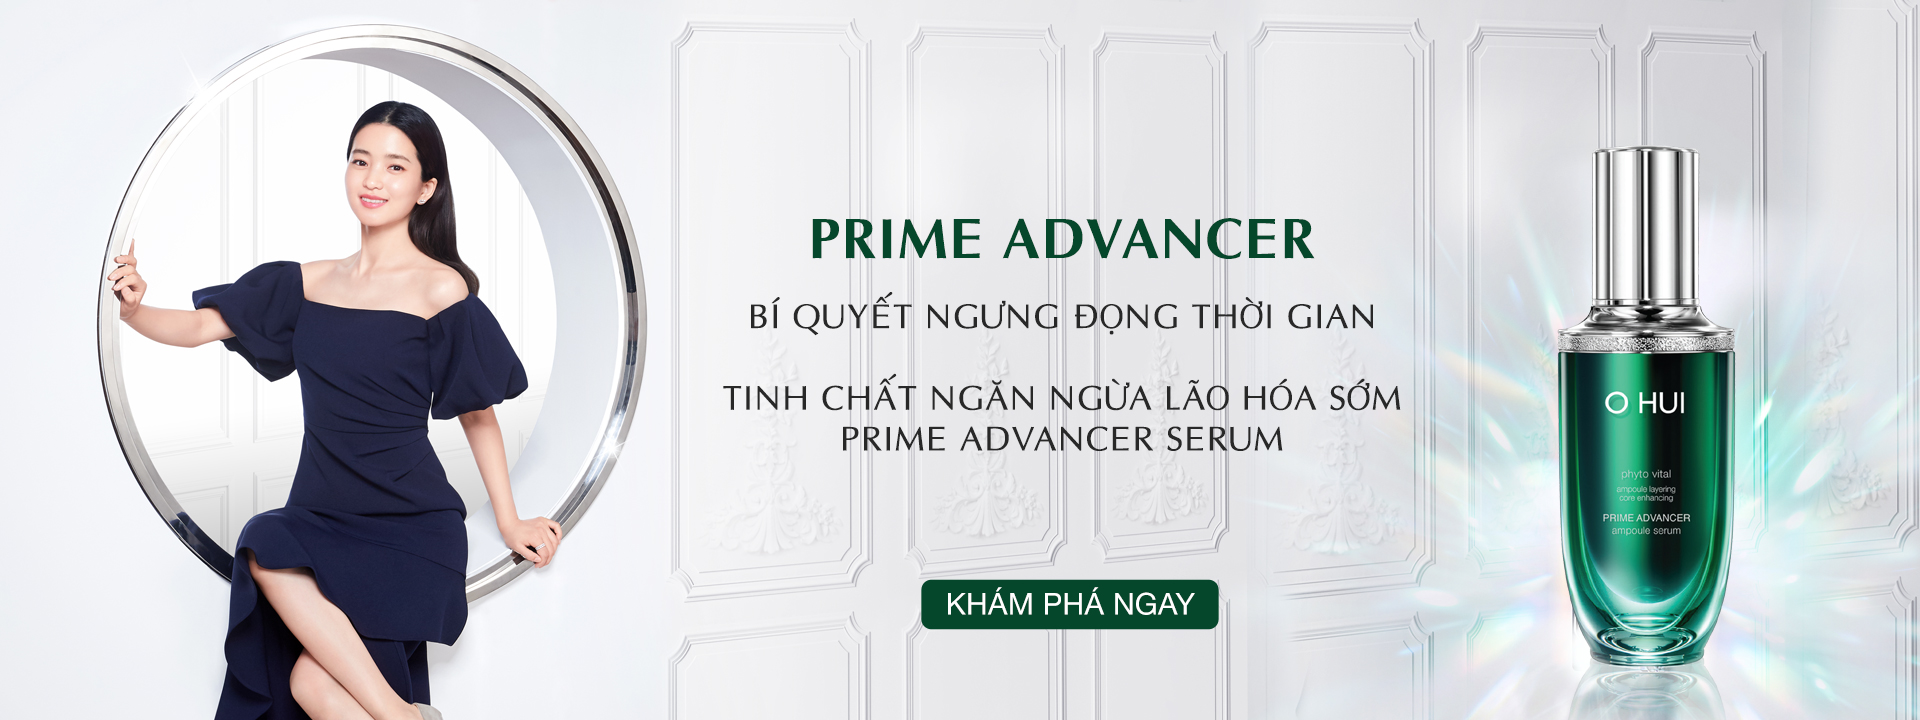 PRIME ADVANCER
BÍ QUYẾT NGƯNG ĐỌNG THỜI GIAN
TINH CHẤT NGĂN NGỪA LÃO HÓA SỚM
PRIME ADVANCER SERUM
KHÁM PHÁ NGAY
O HUI
phyto vital
ampoule layering
core enhancing
PRIME ADVANCER
ampoule serum